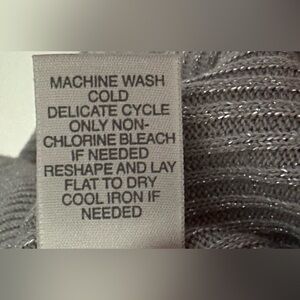 MACHINE WASH
COLD
DELICATE CYCLE
ONLY NON-
CHLORINE BLEACH
IF NEEDED
RESHAPE AND LAY
FLAT TO DRY
COOL IRON IF
NEEDED